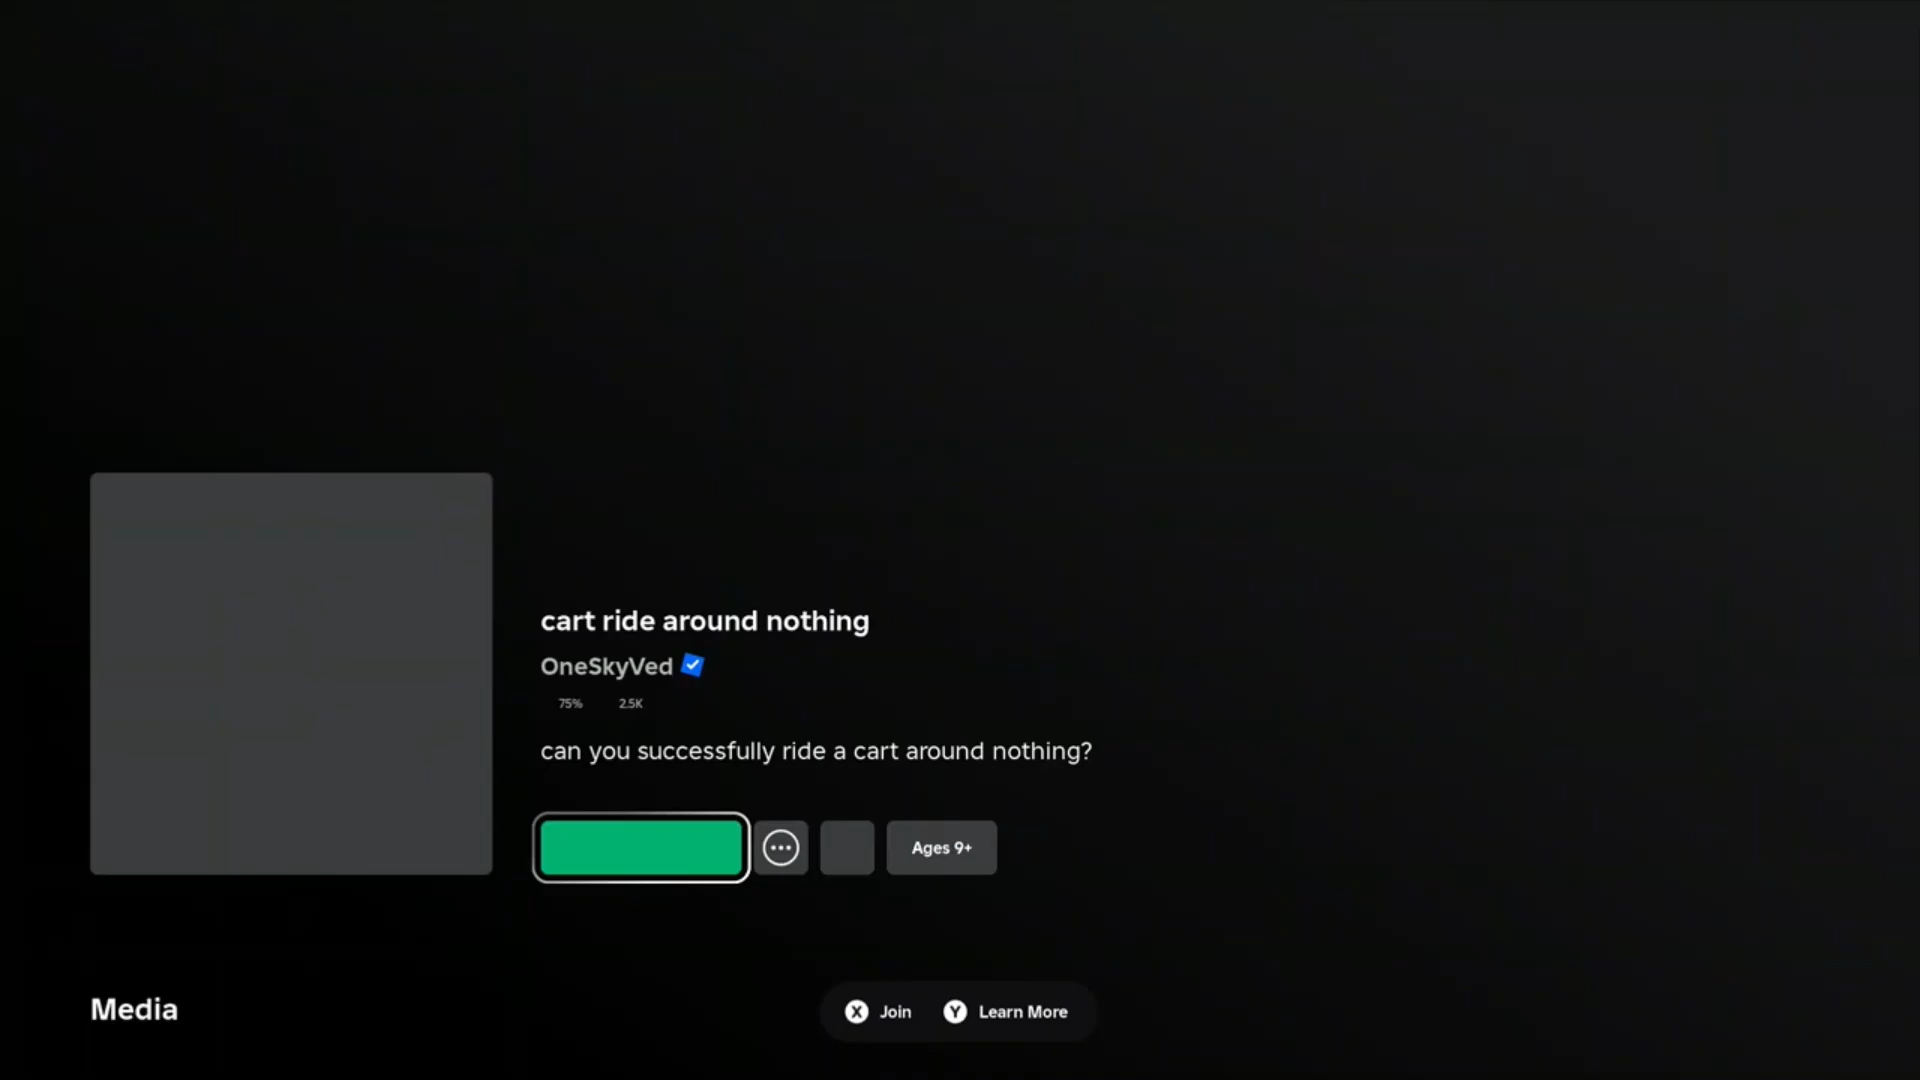 cart ride around nothing
OneSkyVed
75% 2.5K
can you successfully ride a cart around nothing?
Ages 9+
Media
X Join Y Learn More